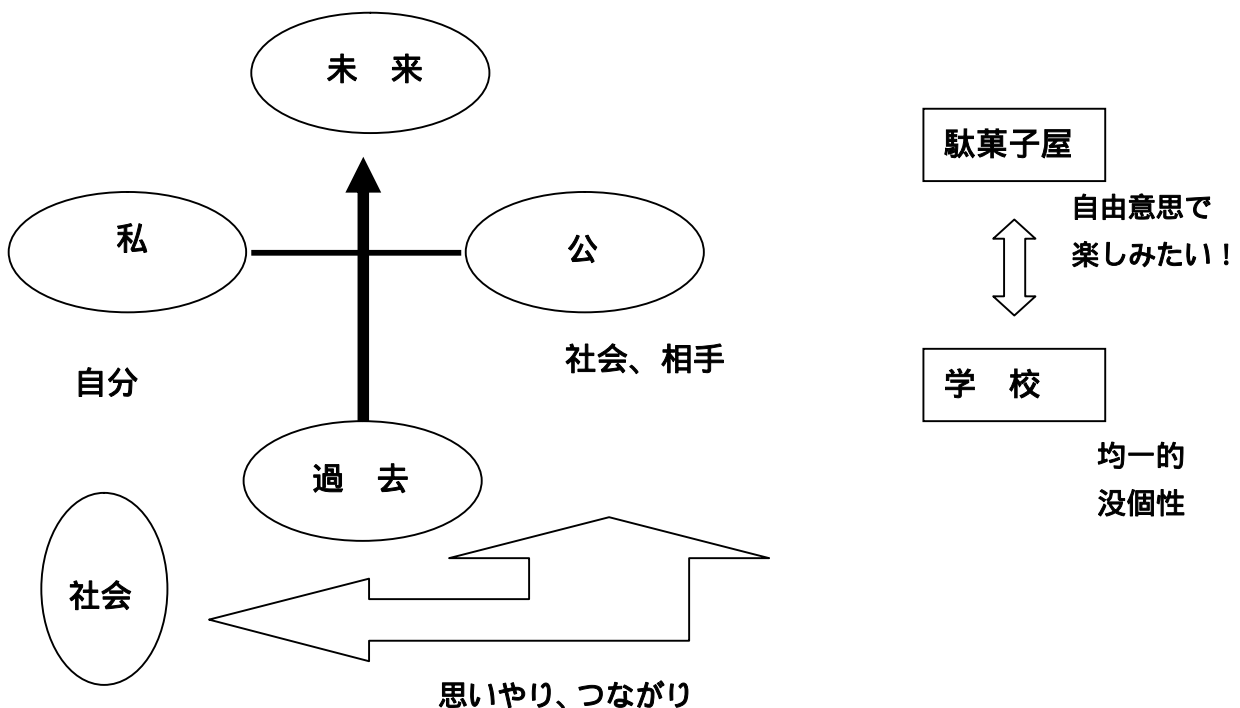 未　来
私
公
自分
社会、相手
過　去
社会
思いやり、つながり
駄菓子屋
自由意思で
楽しみたい！
学　校
均一的
没個性